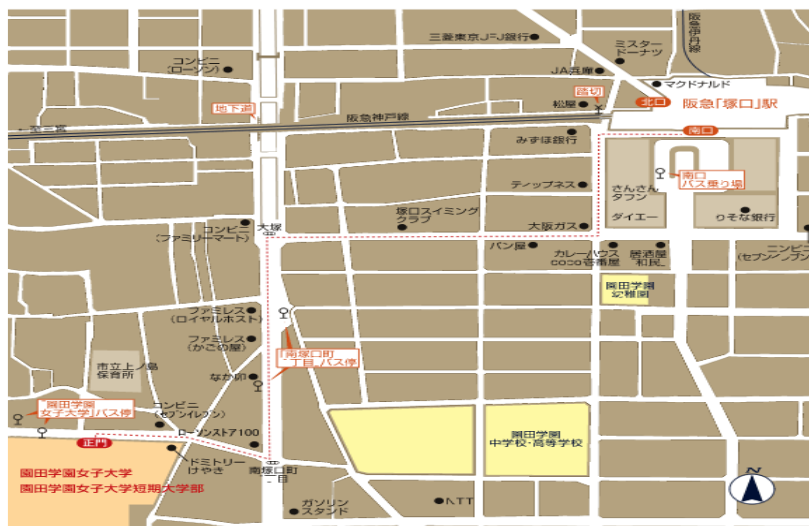 三菱東京UFJ銀行
ミスター
ドーナツ
阪急伊丹線
コンビニ
(ローソン)
JA兵庫
マクドナルド
踏切
北口
阪急「塚口」駅
松屋
地下道
阪急神戸線
←至三宮
南口
みずほ銀行
南口
バス乗り場
ティップネス
さんさん
タウン
塚口スイミング
クラブ
ダイエー
りそな銀行
コンビニ
(ファミリーマート)
大塚
大阪ガス
パン屋
カレーハウス
coco壱番屋
居酒屋
和民
コンビニ
(セブンイレブン)
園田学園
幼稚園
ファミレス
(ロイヤルホスト)
ファミレス
(かごの屋)
「南塚口町
丁目」バス停
市立上ノ島
保育所
なか卯
「園田学園
女子大学」バス停
コンビニ
(セブンイレブン)
ローソンストア100
正門
園田学園
中学校・高等学校
ドミトリー
けやき
南塚口町
丁目
園田学園女子大学
園田学園女子大学短期大学部
N
ガソリン
スタンド
NTT